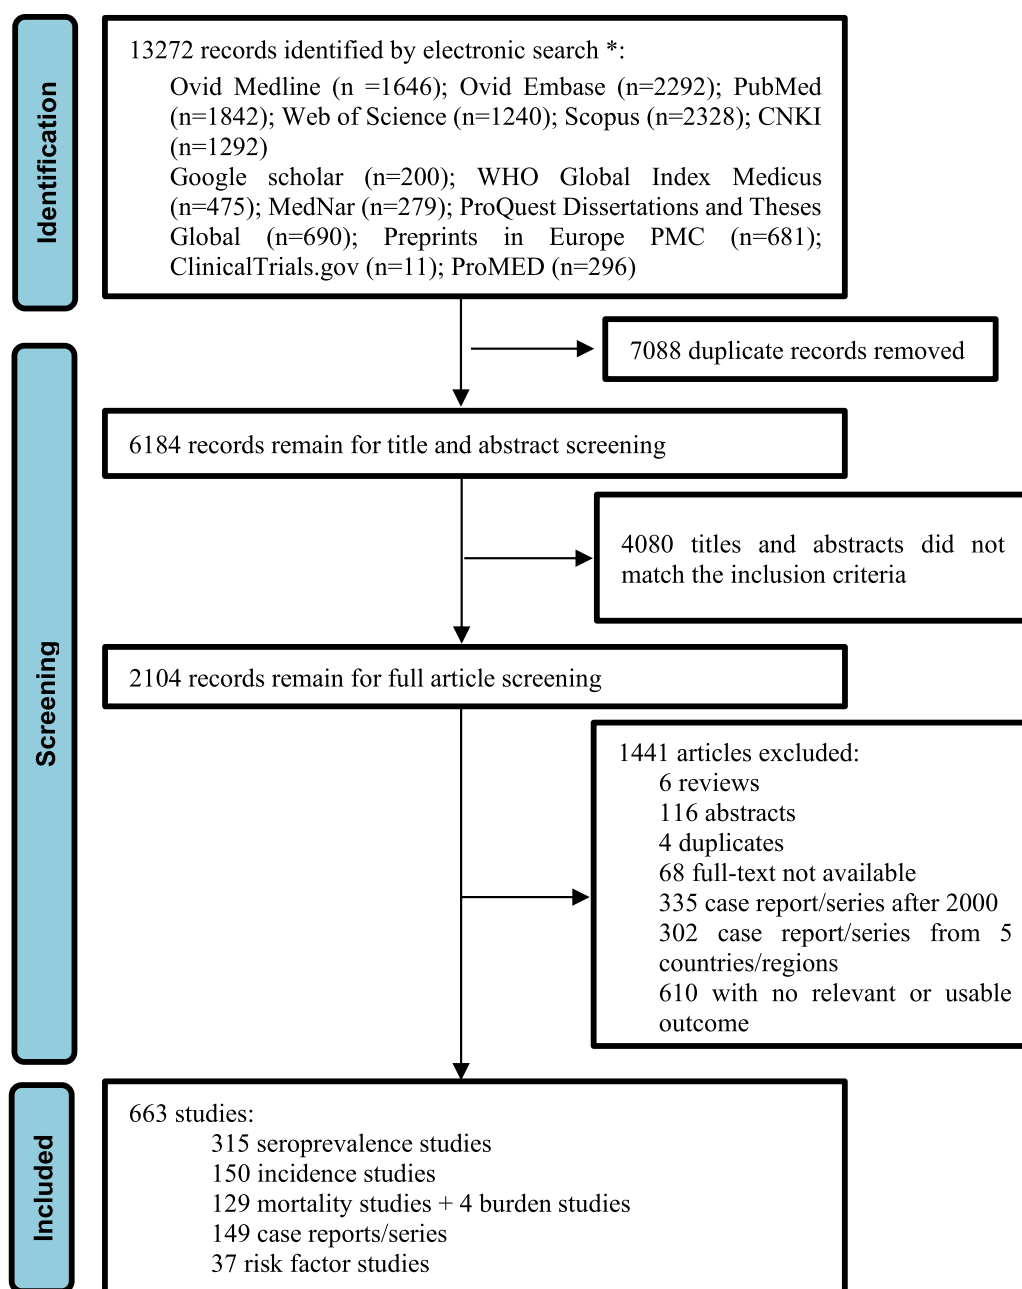 Identification
13272 records identified by electronic search *:
Ovid Medline (n =1646); Ovid Embase (n=2292); PubMed
(n=1842); Web of Science (n=1240); Scopus (n=2328); CNKI
(n=1292)
Google scholar (n=200); WHO Global Index Medicus
(n=475); MedNar (n=279); ProQuest Dissertations and Theses
Global (n=690); Preprints in Europe PMC (n=681);
ClinicalTrials.gov (n=11); ProMED (n=296)
7088 duplicate records removed
Screening
6184 records remain for title and abstract screening
4080 titles and abstracts did not
match the inclusion criteria
2104 records remain for full article screening
1441 articles excluded:
6 reviews
116 abstracts
4 duplicates
68 full-text not available
335 case report/series after 2000
302 case report/series from 5
countries/regions
610 with no relevant or usable
outcome
Included
663 studies:
315 seroprevalence studies
150 incidence studies
129 mortality studies + 4 burden studies
149 case reports/series
37 risk factor studies